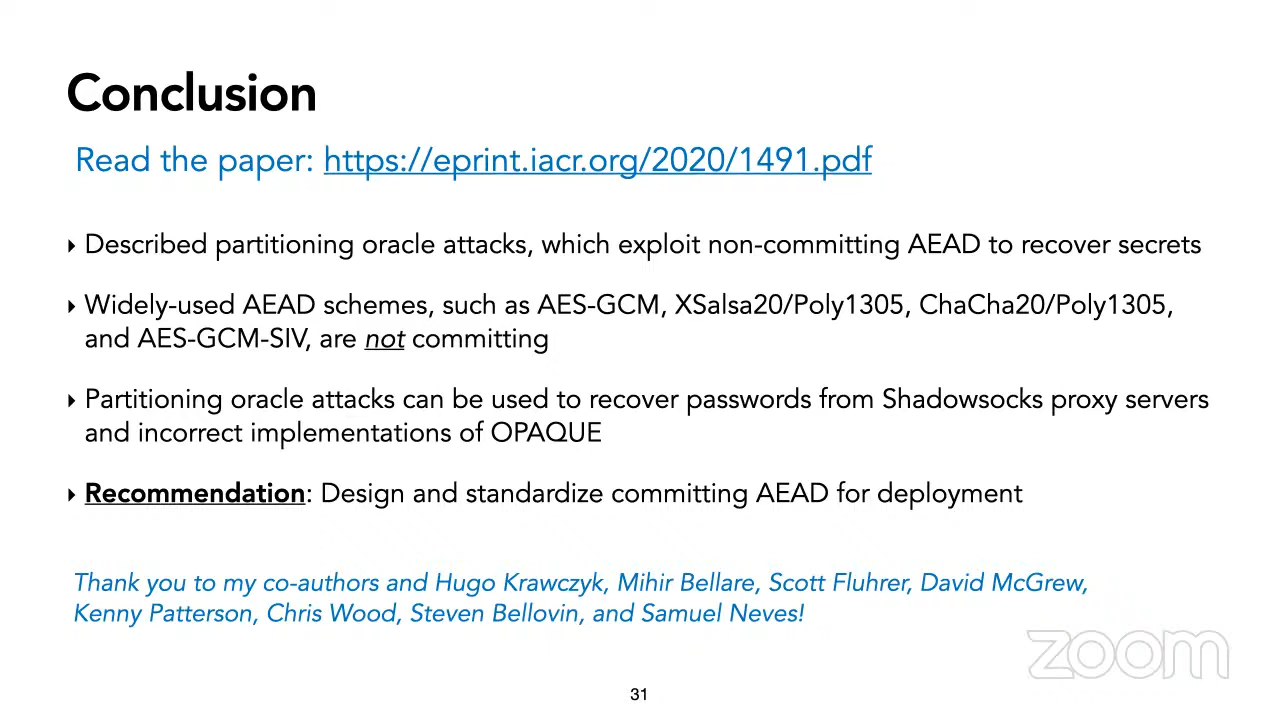 Conclusion
Read the paper: https://eprint.iacr.org/2020/1491.pdf
‣ Described partitioning oracle attacks, which exploit non-committing AEAD to recover secrets
‣ Widely-used AEAD schemes, such as AES-GCM, XSalsa20/Poly1305, ChaCha20/Poly1305,
and AES-GCM-SIV, are not committing
‣ Partitioning oracle attacks can be used to recover passwords from Shadowsocks proxy servers
and incorrect implementations of OPAQUE
‣ Recommendation: Design and standardize committing AEAD for deployment
Thank you to my co-authors and Hugo Krawczyk, Mihir Bellare, Scott Fluhrer, David McGrew,
Kenny Patterson, Chris Wood, Steven Bellovin, and Samuel Neves!
zoom
31